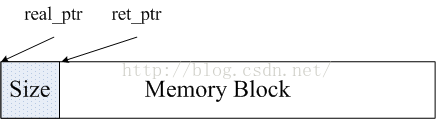 real_ptr ret_ptr
http://blog.csdn.net/
Size Memory Block